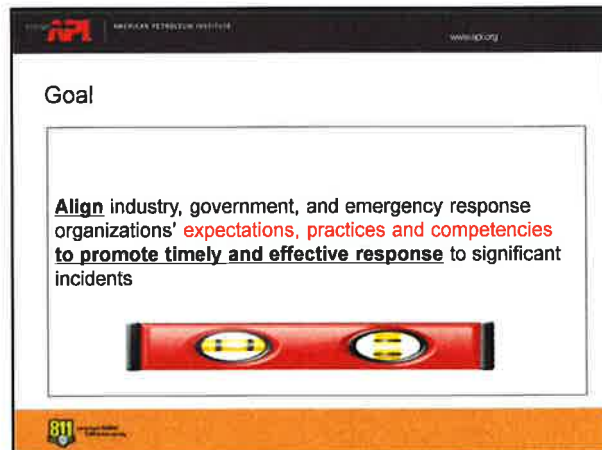 API AMERICAN PETROLEUM INSTITUTE www.api.org
Goal
Align industry, government, and emergency response
organizations' expectations, practices and competencies
to promote timely and effective response to significant
incidents
811